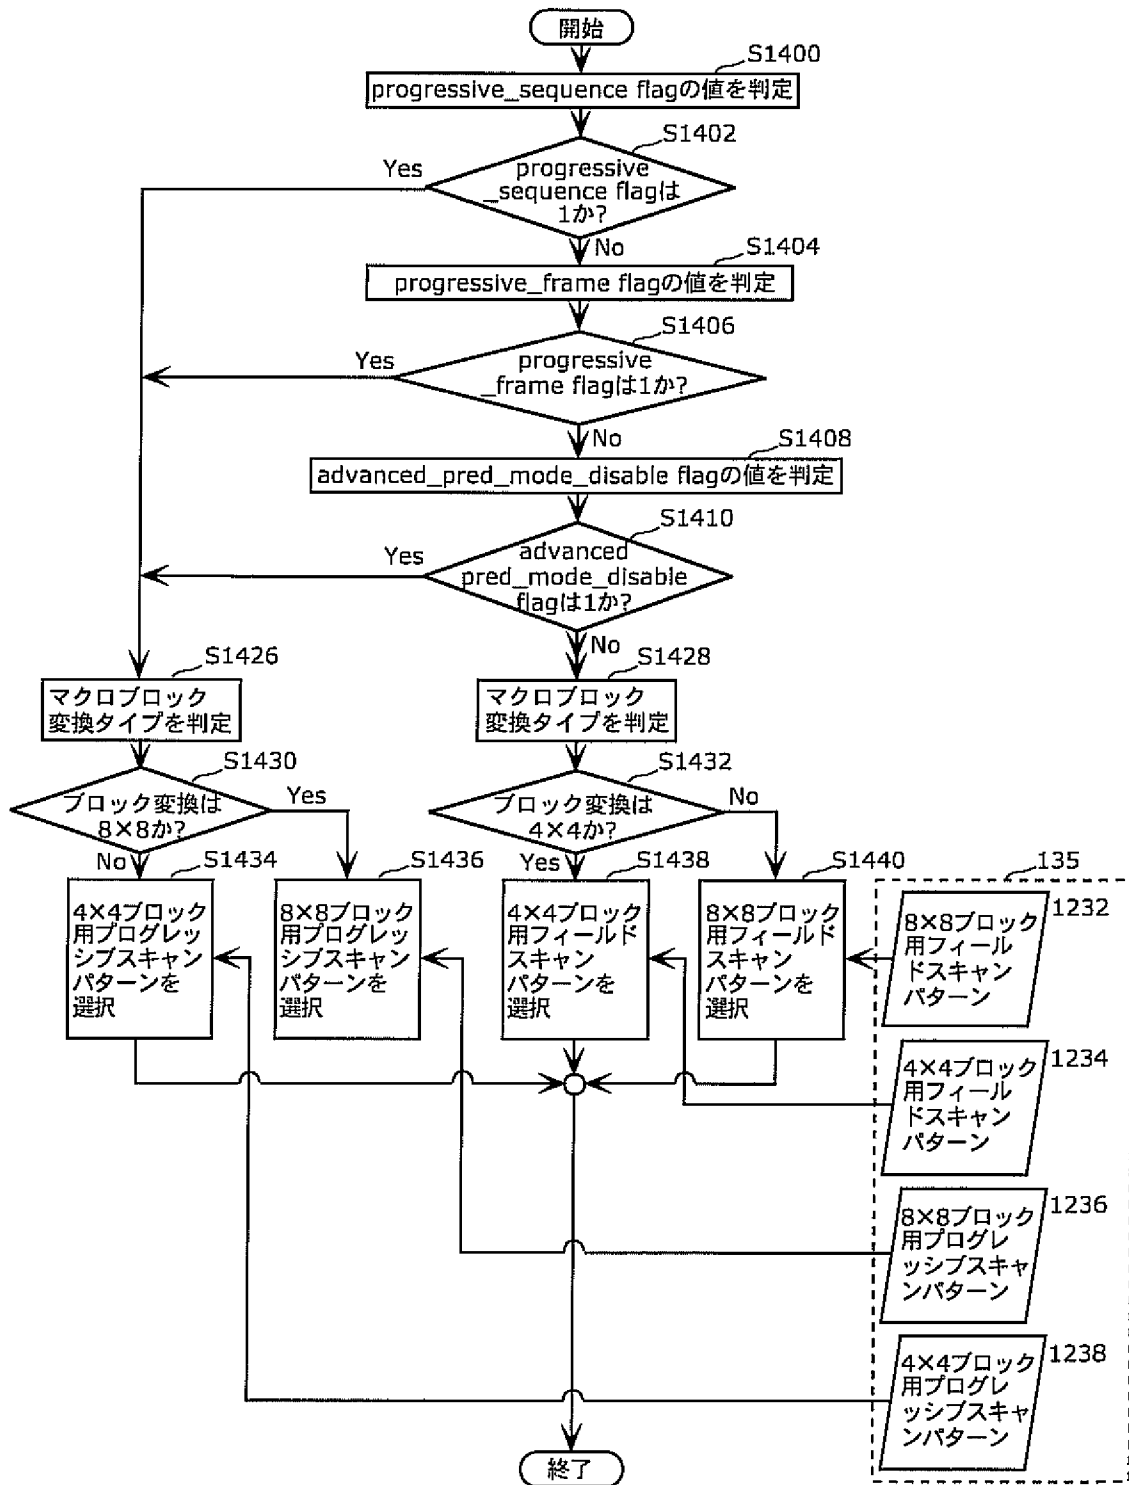 開始
S1400
progressive_sequence flagの値を判定
S1402
Yes
progressive
_sequence flagは
1か?
No
S1404
progressive_frame flagの値を判定
S1406
Yes
progressive
_frame flagは1か?
No
S1408
advanced_pred_mode_disable flagの値を判定
S1410
Yes
advanced
pred_mode_disable
flagは1か?
No
S1426
マクロブロック
変換タイプを判定
S1428
マクロブロック
変換タイプを判定
S1430
ブロック変換は
8×8か?
Yes
No
S1432
ブロック変換は
4×4か?
No
Yes
S1434
4×4ブロック
用プログレッ
シブスキャン
パターンを
選択
S1436
8×8ブロック
用プログレッ
シブスキャン
パターンを
選択
S1438
4×4ブロック
用フィールド
スキャン
パターンを
選択
S1440
8×8ブロック
用フィールド
スキャン
パターンを
選択
135
1232
8×8ブロック
用フィール
ドスキャン
パターン
1234
4×4ブロック
用フィール
ドスキャン
パターン
1236
8×8ブロック
用プログレ
ッシブスキャ
ンパターン
1238
4×4ブロック
用プログレ
ッシブスキャ
ンパターン
終了